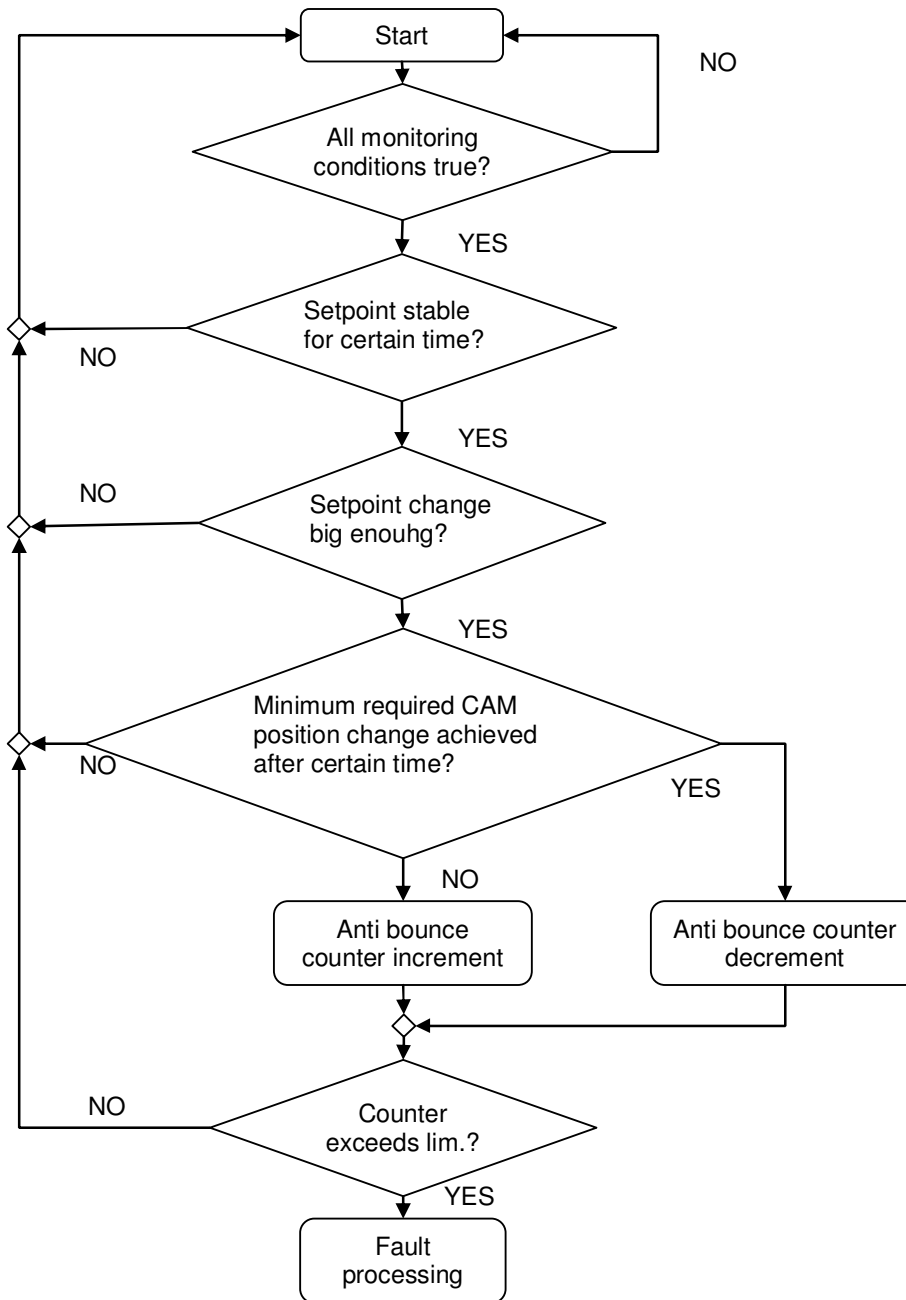 Start
NO
All monitoring
conditions true?
YES
Setpoint stable
for certain time?
NO
YES
NO
Setpoint change
big enouhg?
YES
Minimum required CAM
position change achieved
after certain time?
NO
YES
NO
Anti bounce
counter increment
Anti bounce counter
decrement
NO
Counter
exceeds lim.?
YES
Fault
processing